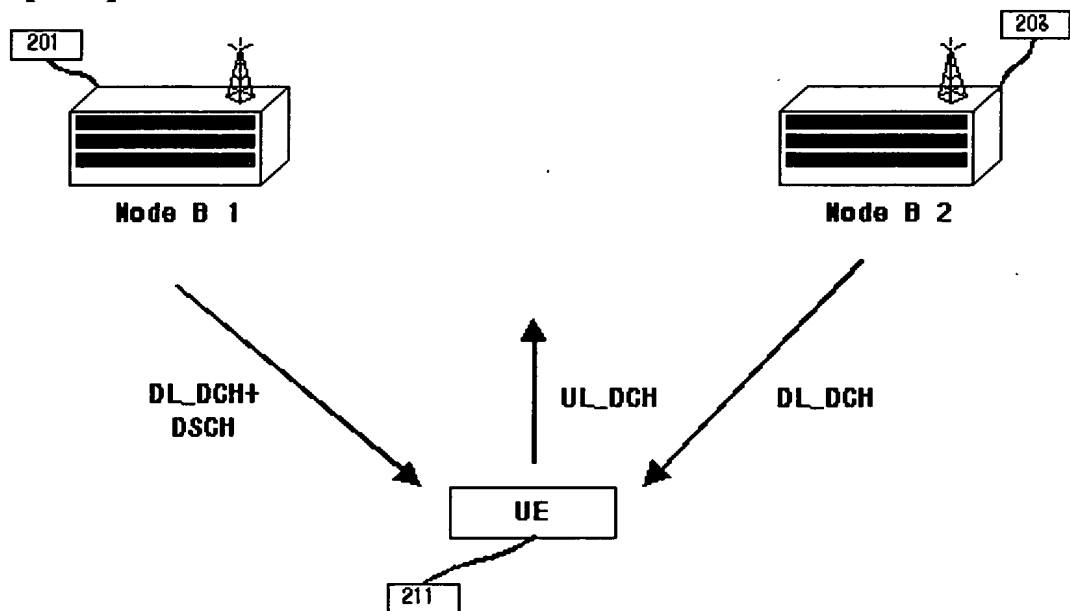 201
203
Node B 1
Node B 2
DL_DCH+
DSCH
UL_DCH
DL_DCH
UE
211